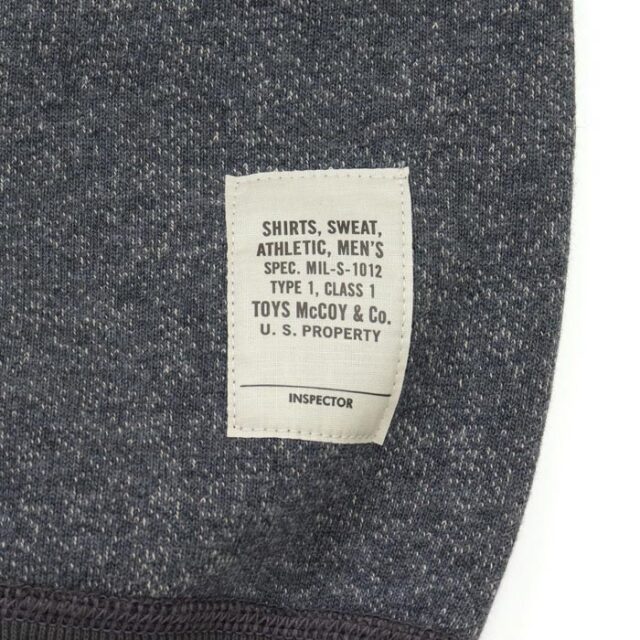 SHIRTS, SWEAT,
ATHLETIC, MEN'S
SPEC. MIL-S-1012
TYPE 1, CLASS 1
TOYS McCOY & Co.
U. S. PROPERTY
INSPECTOR